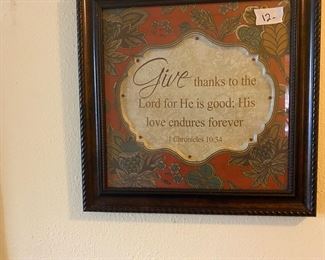 12-
Give thanks to the
Lord for He is good; His
love endures forever
1 Chronicles 16:34